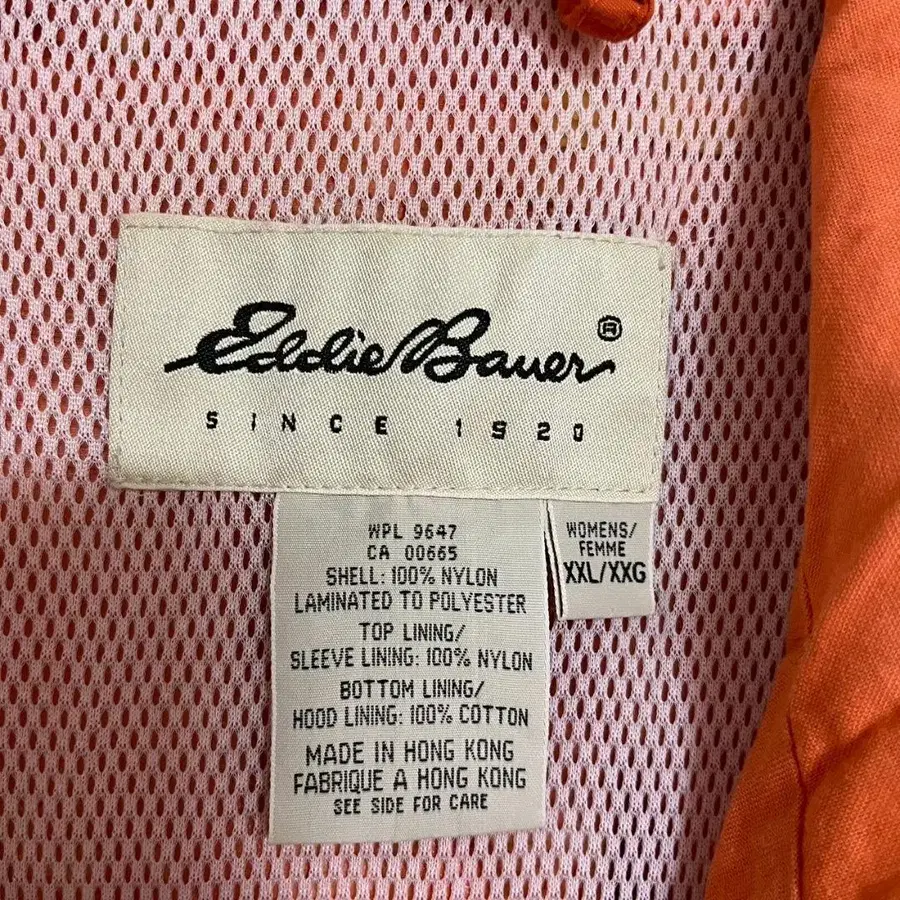 Eddie Bauer®
SINCE 1920
WPL 9647
CA 00665
SHELL: 100% NYLON
LAMINATED TO POLYESTER
TOP LINING/
SLEEVE LINING: 100% NYLON
BOTTOM LINING/
HOOD LINING: 100% COTTON
MADE IN HONG KONG
FABRIQUE A HONG KONG
SEE SIDE FOR CARE
WOMENS/
FEMME
XXL/XXG